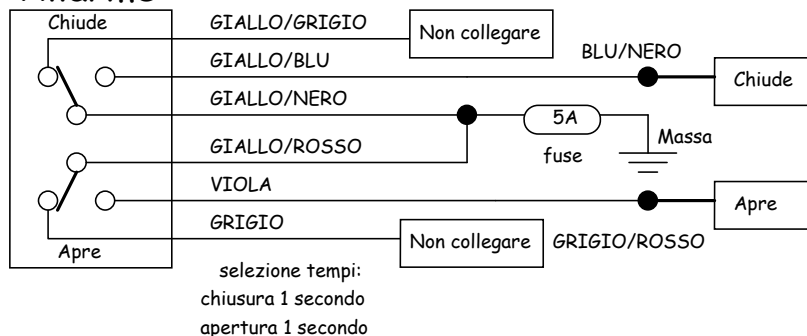 Chiude
GIALLO/GRIGIO
Non collegare
GIALLO/BLU
BLU/NERO
Chiude
GIALLO/NERO
5A
fuse
Massa
GIALLO/ROSSO
VIOLA
Apre
GRIGIO
Non collegare
GRIGIO/ROSSO
Apre
selezione tempi:
chiusura 1 secondo
apertura 1 secondo